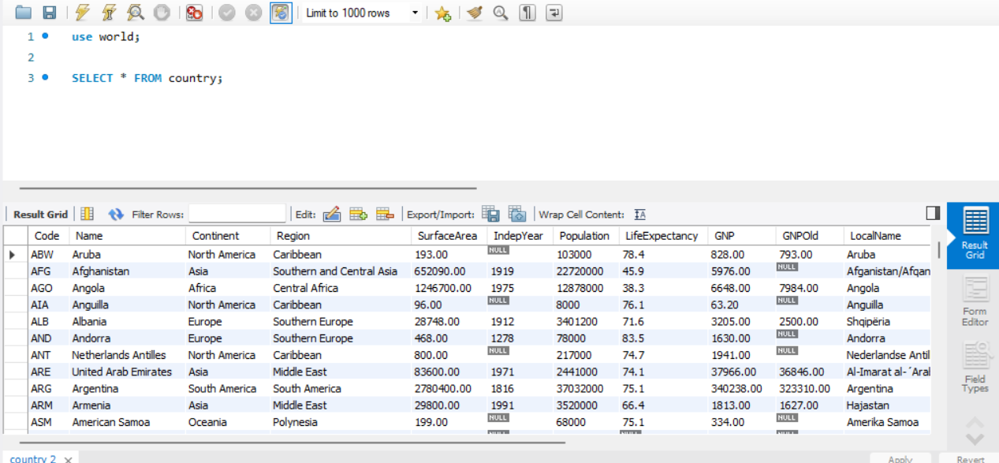 Limit to 1000 rows
1 use world;
2
3 SELECT * FROM country;
Result Grid Filter Rows: Edit: Export/Import: Wrap Cell Content:
Code Name Continent Region SurfaceArea IndepYear Population LifeExpectancy GNP GNPOld LocalName
ABW Aruba North America Caribbean 193.00 NULL 103000 78.4 828.00 793.00 Aruba
AFG Afghanistan Asia Southern and Central Asia 652090.00 1919 22720000 45.9 5976.00 NULL Afganistan/Afqan
AGO Angola Africa Central Africa 1246700.00 1975 12878000 38.3 6648.00 7984.00 Angola
AIA Anguilla North America Caribbean 96.00 NULL 8000 76.1 63.20 NULL Anguilla
ALB Albania Europe Southern Europe 28748.00 1912 3401200 71.6 3205.00 2500.00 Shqipëria
AND Andorra Europe Southern Europe 468.00 1278 78000 83.5 1630.00 NULL Andorra
ANT Netherlands Antilles North America Caribbean 800.00 NULL 217000 74.7 1941.00 NULL Nederlandse Antil
ARE United Arab Emirates Asia Middle East 83600.00 1971 2441000 74.1 37966.00 36846.00 Al-Imarat al-´Aral
ARG Argentina South America South America 2780400.00 1816 37032000 75.1 340238.00 323310.00 Argentina
ARM Armenia Asia Middle East 29800.00 1991 3520000 66.4 1813.00 1627.00 Hajastan
ASM American Samoa Oceania Polynesia 199.00 NULL 68000 75.1 334.00 NULL Amerika Samoa
NULL NULL NULL
Result
Grid
Form
Editor
Field
Types
country 2
Apply Revert